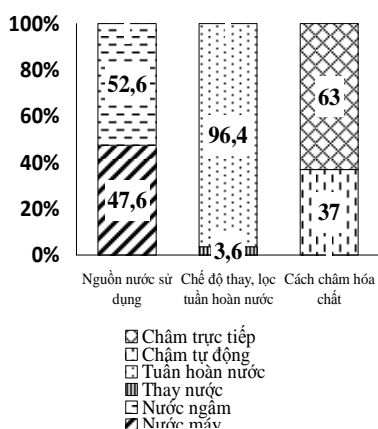 100%
80%
60%
40%
20%
0%
52,6
47,6
96,4
3,6
63
37
Nguồn nước sử dụng
Chế độ thay, lọc tuần hoàn nước
Cách châm hóa chất
Châm trực tiếp
Châm tự động
Tuần hoàn nước
Thay nước
Nước ngầm
Nước máy